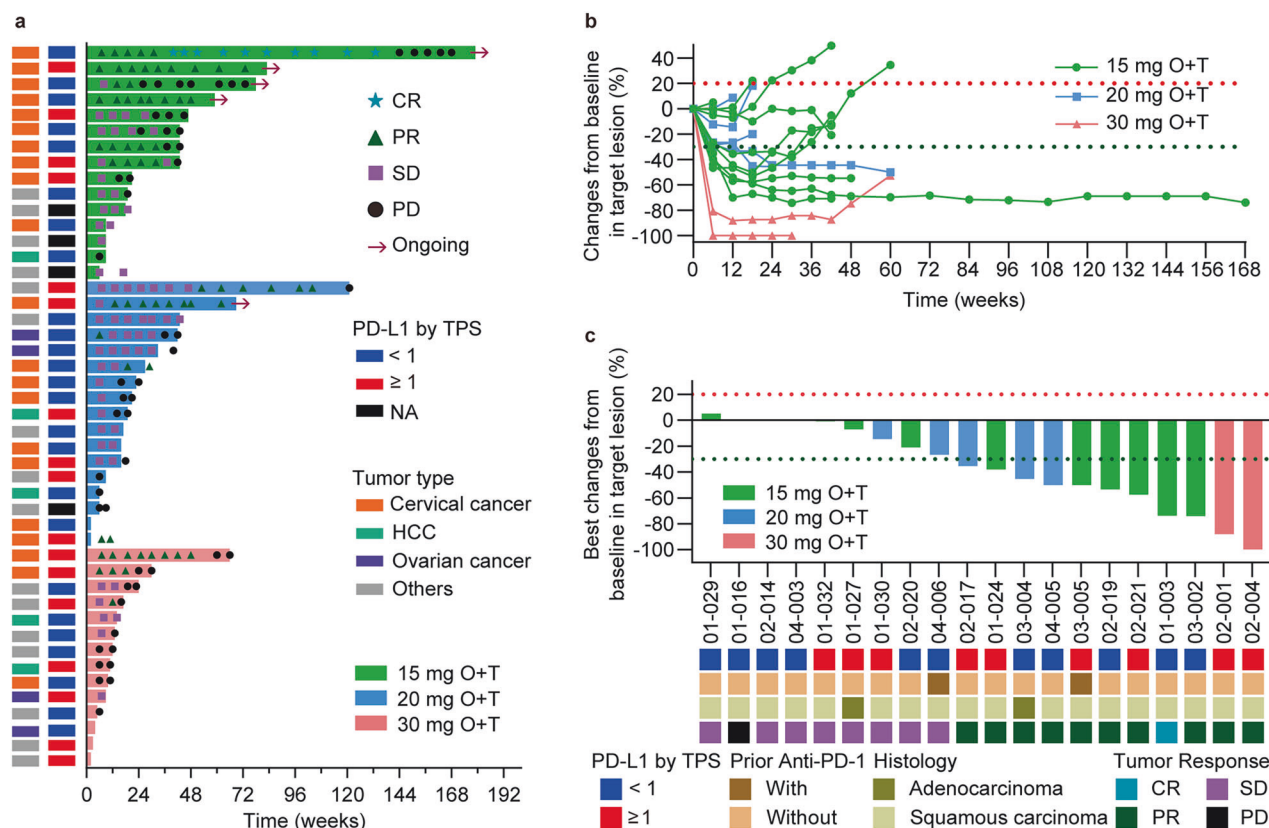 a
CR
PR
SD
PD
Ongoing
PD-L1 by TPS
< 1
≥ 1
NA
Tumor type
Cervical cancer
HCC
Ovarian cancer
Others
15 mg O+T
20 mg O+T
30 mg O+T
0 24 48 72 96 120 144 168 192
Time (weeks)
b
Changes from baseline
in target lesion (%)
40
20
0
-20
-40
-60
-80
-100
15 mg O+T
20 mg O+T
30 mg O+T
0 12 24 36 48 60 72 84 96 108 120 132 144 156 168
Time (weeks)
c
Best changes from
baseline in target lesion (%)
20
0
-20
-40
-60
-80
-100
15 mg O+T
20 mg O+T
30 mg O+T
01-029
01-016
02-014
04-003
01-032
01-027
01-030
02-020
04-006
02-017
01-024
03-004
04-005
03-005
02-019
02-021
01-003
03-002
02-001
02-004
PD-L1 by TPS Prior Anti-PD-1 Histology Tumor Response
< 1 With Adenocarcinoma CR SD
≥1 Without Squamous carcinoma PR PD